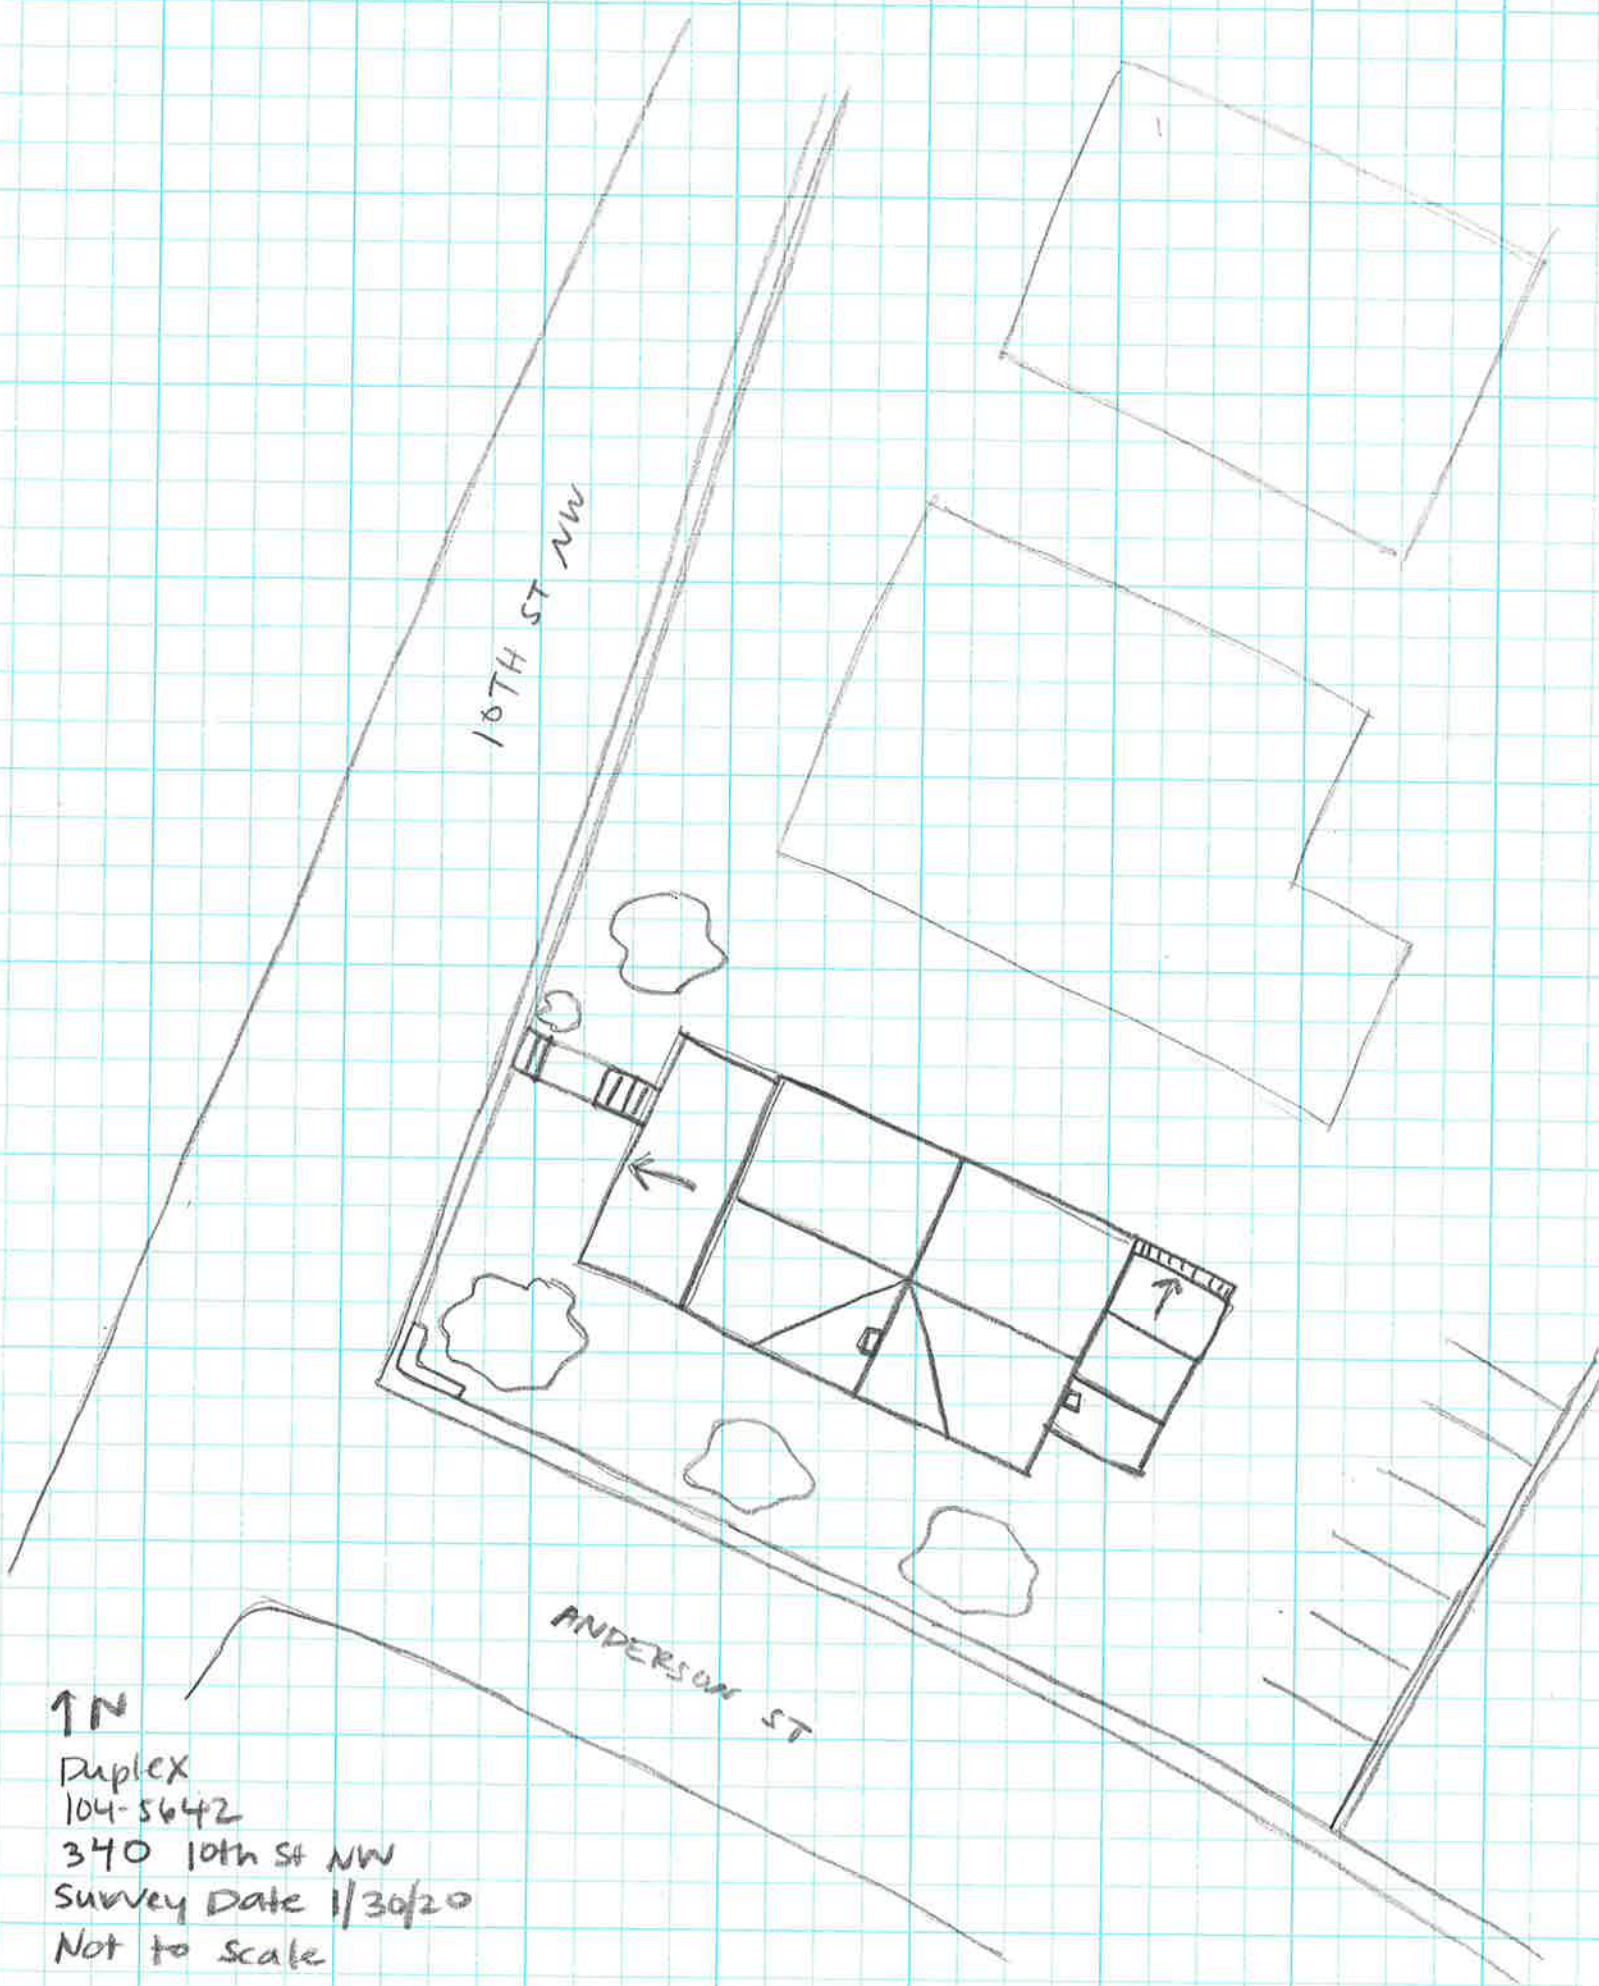 10TH ST NW
ANDERSON ST
↑N
Duplex
104-5642
340 10th St NW
Survey Date 1/30/20
Not to Scale